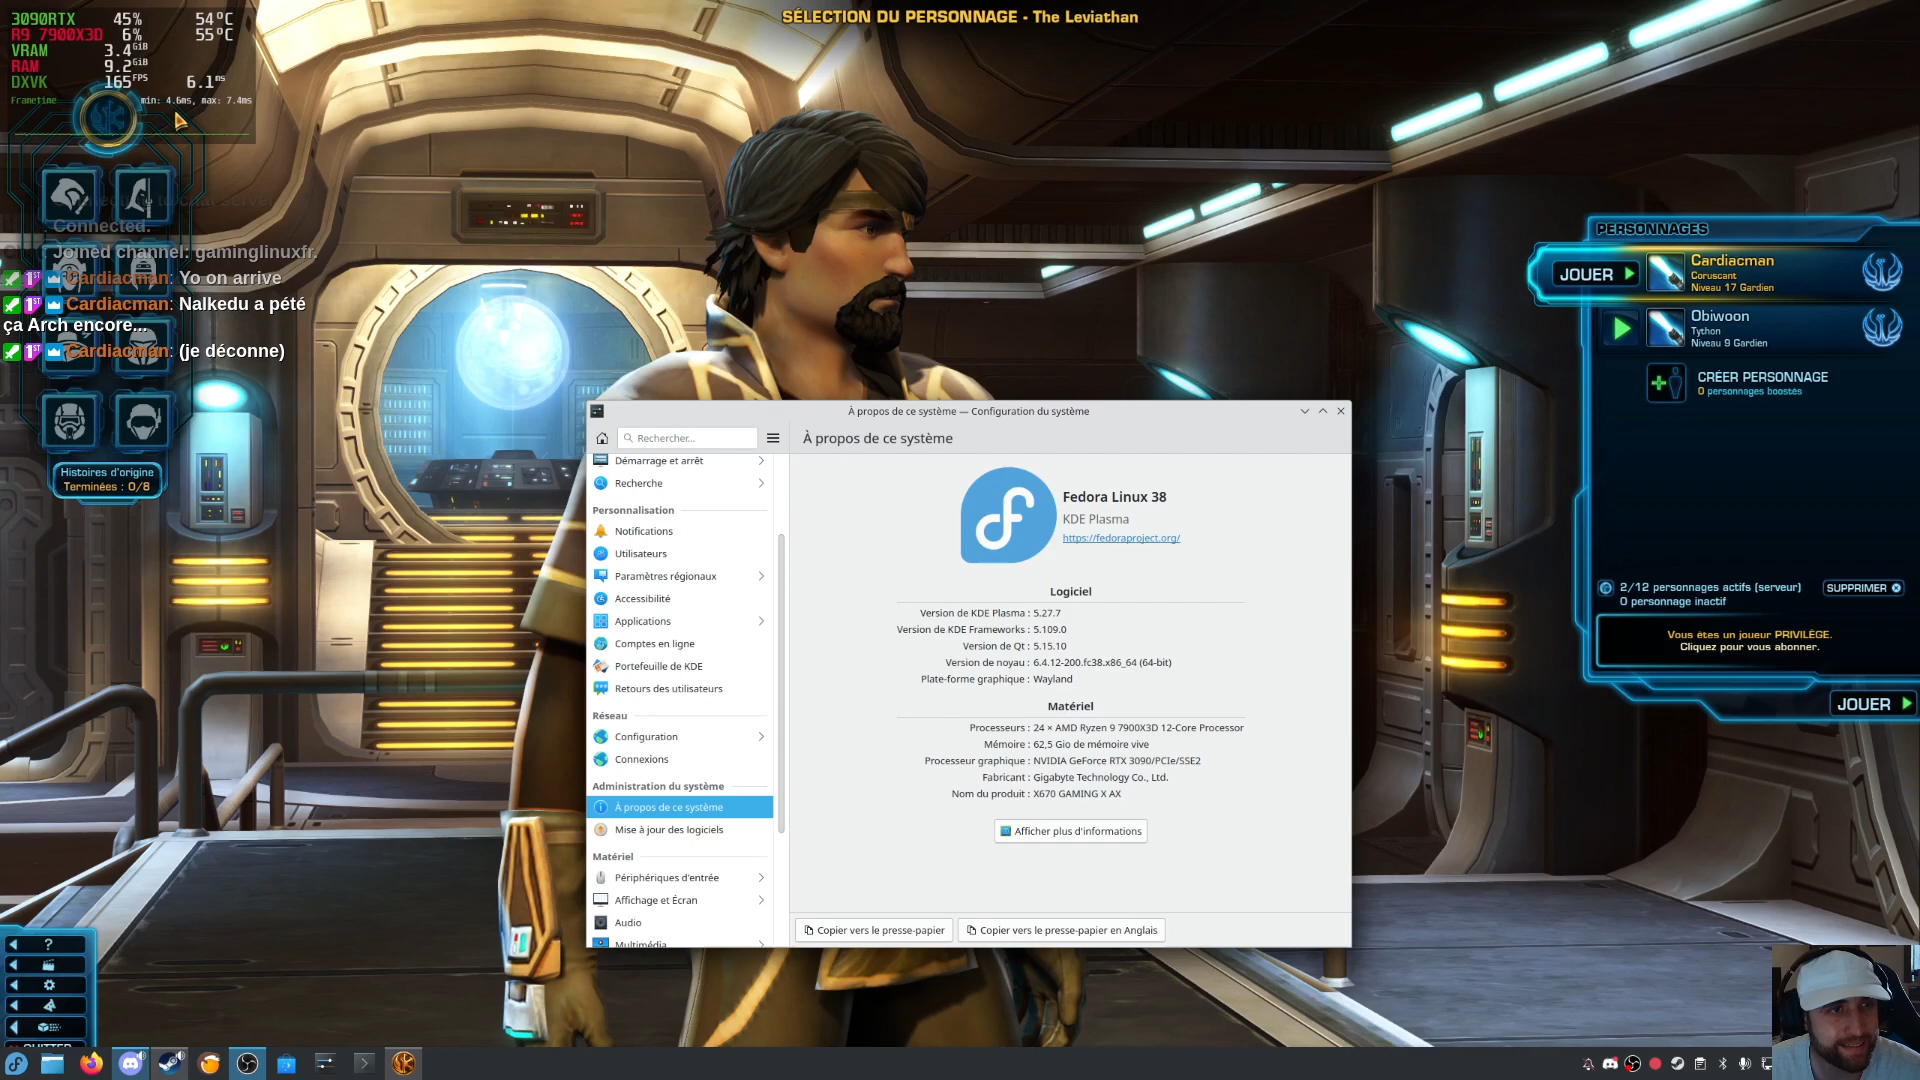 SÉLECTION DU PERSONNAGE - The Leviathan
3090RTX 45% 54°C
R9 7900X3D 6% 55°C
VRAM 3.4 GiB
RAM 9.2 GiB
DXVK 165 FPS 6.1 ms
Frametime min: 4.6ms, max: 7.4ms
Connected.
Joined channel: gaminglinuxfr.
Cardiacman: Yo on arrive
Cardiacman: Nalkedu a pété
ça Arch encore...
Cardiacman: (je déconne)
Histoires d'origine
Terminées : 0/8
?
PERSONNAGES
JOUER
Cardiacman
Coruscant
Niveau 17 Gardien
Obiwoon
Tython
Niveau 9 Gardien
CRÉER PERSONNAGE
0 personnages boostés
2/12 personnages actifs (serveur)
0 personnage inactif
SUPPRIMER
Vous êtes un joueur PRIVILÈGE.
Cliquez pour vous abonner.
JOUER
À propos de ce système — Configuration du système
Rechercher...
À propos de ce système
Démarrage et arrêt
Recherche
Personnalisation
Notifications
Utilisateurs
Paramètres régionaux
Accessibilité
Applications
Comptes en ligne
Portefeuille de KDE
Retours des utilisateurs
Réseau
Configuration
Connexions
Administration du système
À propos de ce système
Mise à jour des logiciels
Matériel
Périphériques d'entrée
Affichage et Écran
Audio
Multimédia
Fedora Linux 38
KDE Plasma
https://fedoraproject.org/
Logiciel
Version de KDE Plasma : 5.27.7
Version de KDE Frameworks : 5.109.0
Version de Qt : 5.15.10
Version de noyau : 6.4.12-200.fc38.x86_64 (64-bit)
Plate-forme graphique : Wayland
Matériel
Processeurs : 24 × AMD Ryzen 9 7900X3D 12-Core Processor
Mémoire : 62,5 Gio de mémoire vive
Processeur graphique : NVIDIA GeForce RTX 3090/PCIe/SSE2
Fabricant : Gigabyte Technology Co., Ltd.
Nom du produit : X670 GAMING X AX
Afficher plus d'informations
Copier vers le presse-papier
Copier vers le presse-papier en Anglais
QUITTER